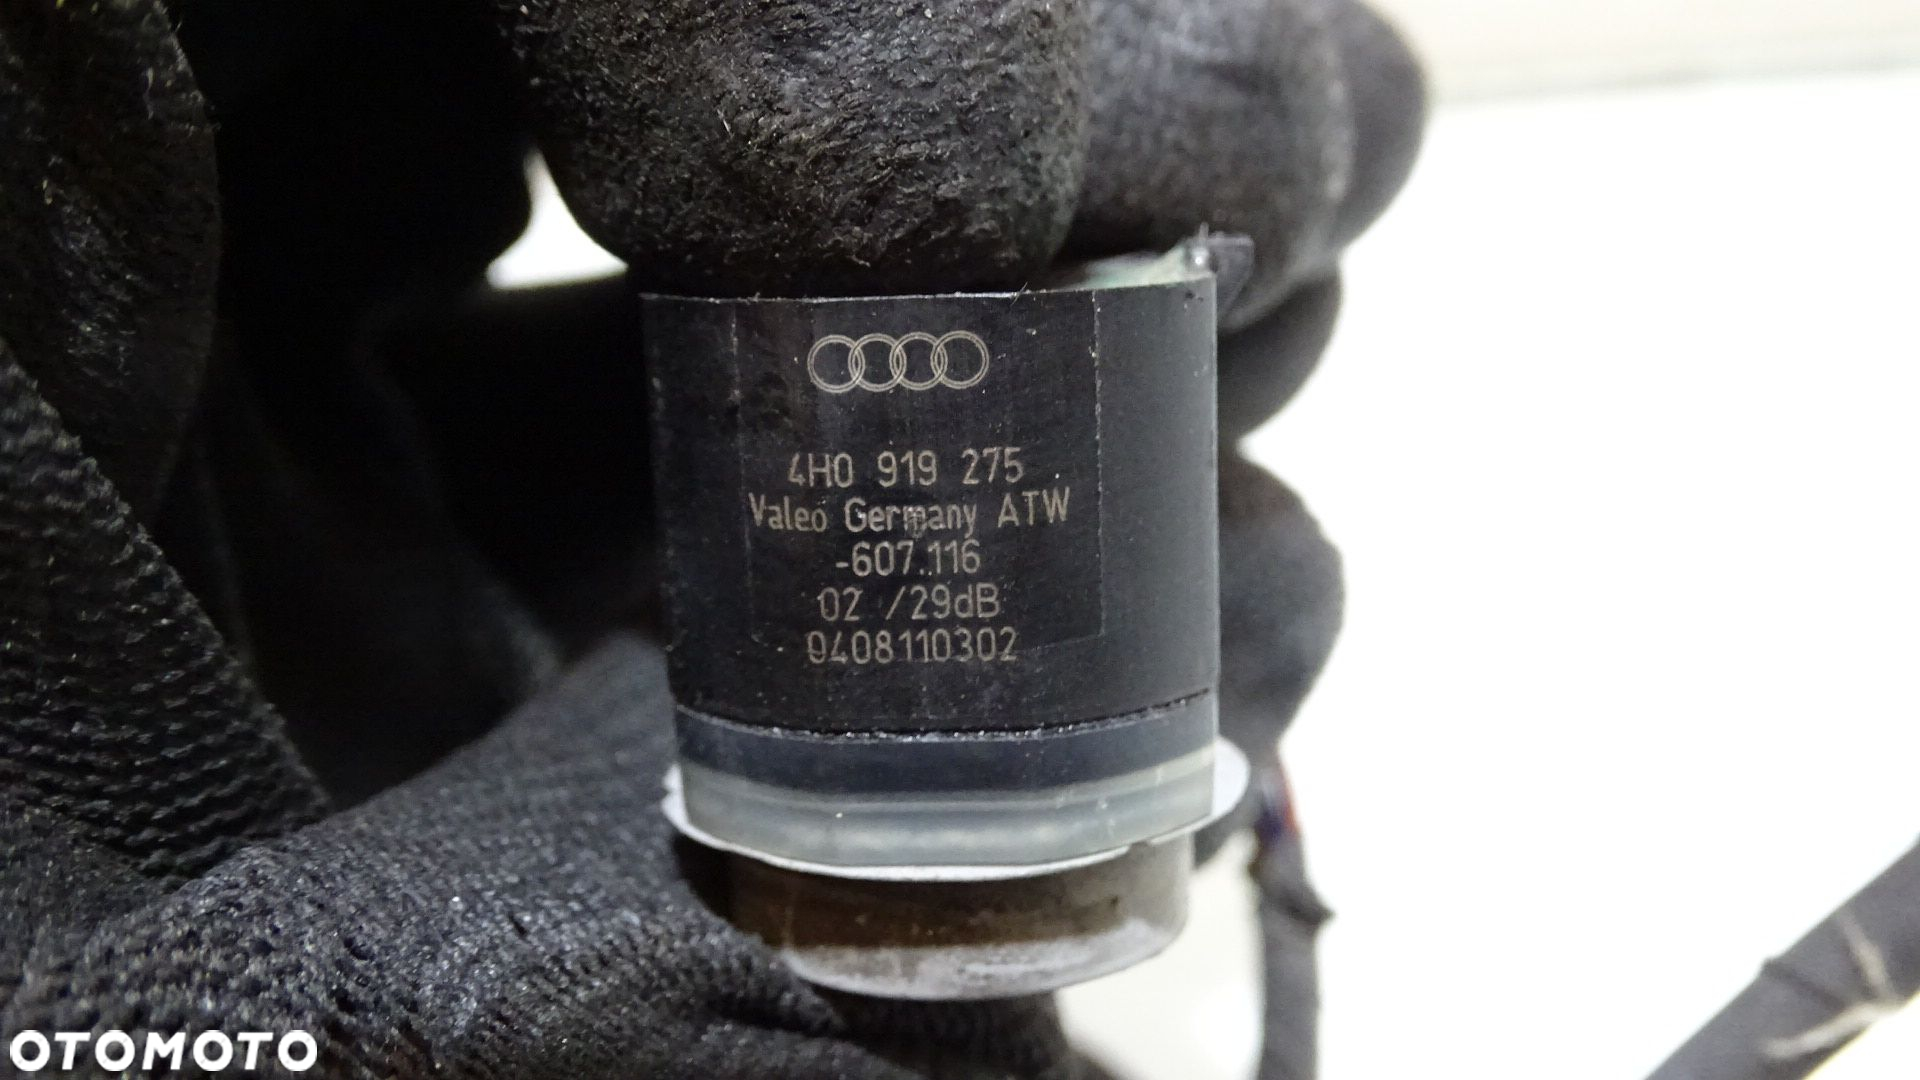 4H0 919 275
Valeo Germany ATW
-607.116
02 /29dB
0408110302
OTOMOTO